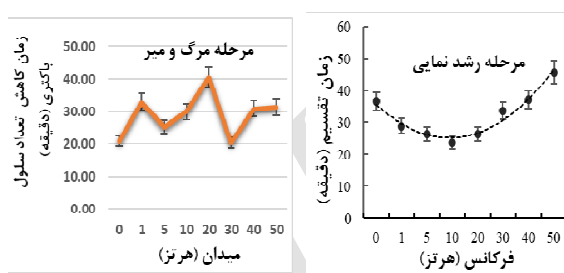 مرحله رشد نمایی
زمان تقسیم (دقیقه)
60
50
40
30
20
10
0
0 1 5 10 20 30 40 50
فرکانس (هرتز)
مرحله مرگ و میر
زمان کاهش تعداد سلول
باکتری (دقیقه)
50.00
40.00
30.00
20.00
10.00
0.00
0 1 5 10 20 30 40 50
میدان (هرتز)